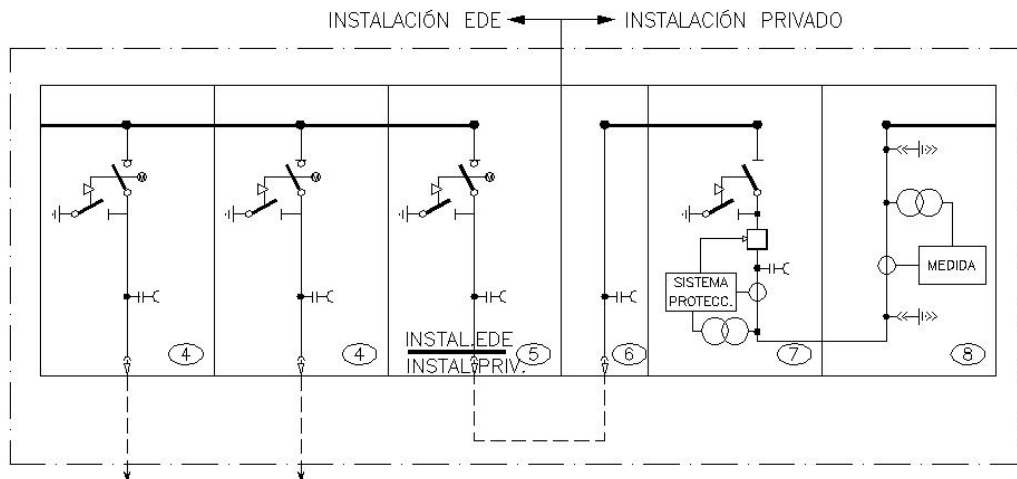 INSTALACIÓN EDE
INSTALACIÓN PRIVADO
M
M
M
SISTEMA
PROTECC.
MEDIDA
INSTAL.EDE
INSTAL.PRIV.
4
4
5
6
7
8